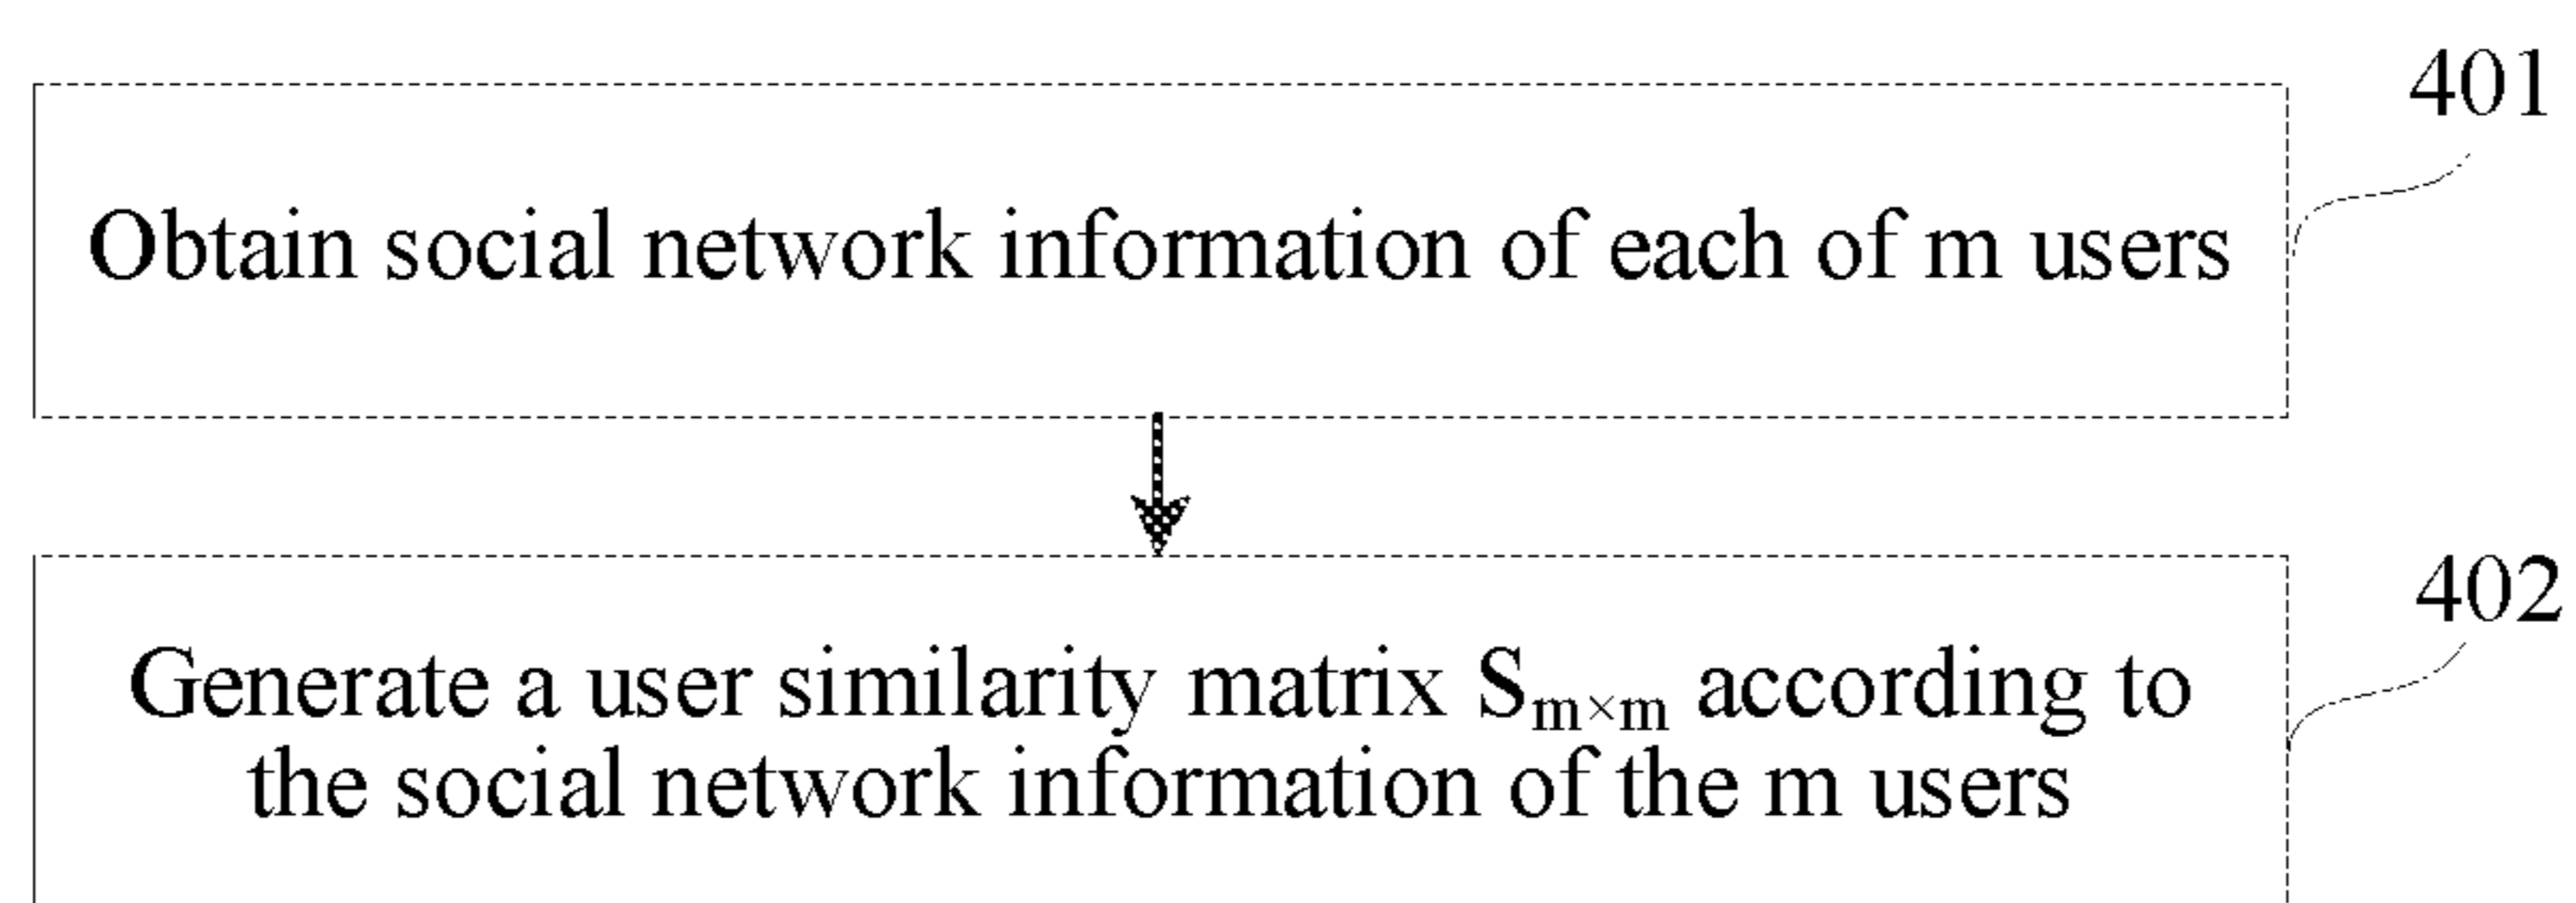 401
Obtain social network information of each of m users
402
Generate a user similarity matrix Sm×m according to
the social network information of the m users